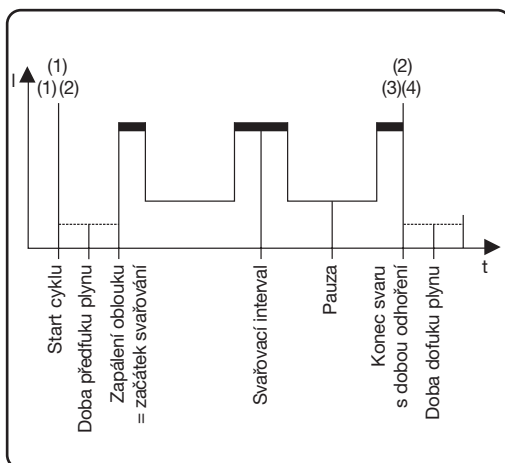 (1)
(2)
I
(1) (2)
(3)(4)
t
Start cyklu
Doba předfuku plynu
Zapálení oblouku
= začátek svařování
Svařovací interval
Pauza
Konec svaru
s dobou odhoření
Doba dofuku plynu